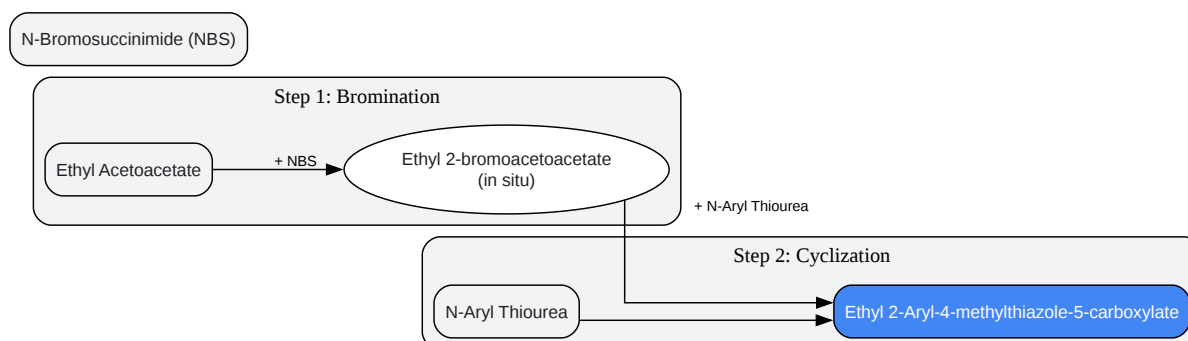 N-Bromosuccinimide (NBS)
Step 1: Bromination
Ethyl Acetoacetate
+ NBS
Ethyl 2-bromoacetoacetate
(in situ)
+ N-Aryl Thiourea
Step 2: Cyclization
N-Aryl Thiourea
Ethyl 2-Aryl-4-methylthiazole-5-carboxylate